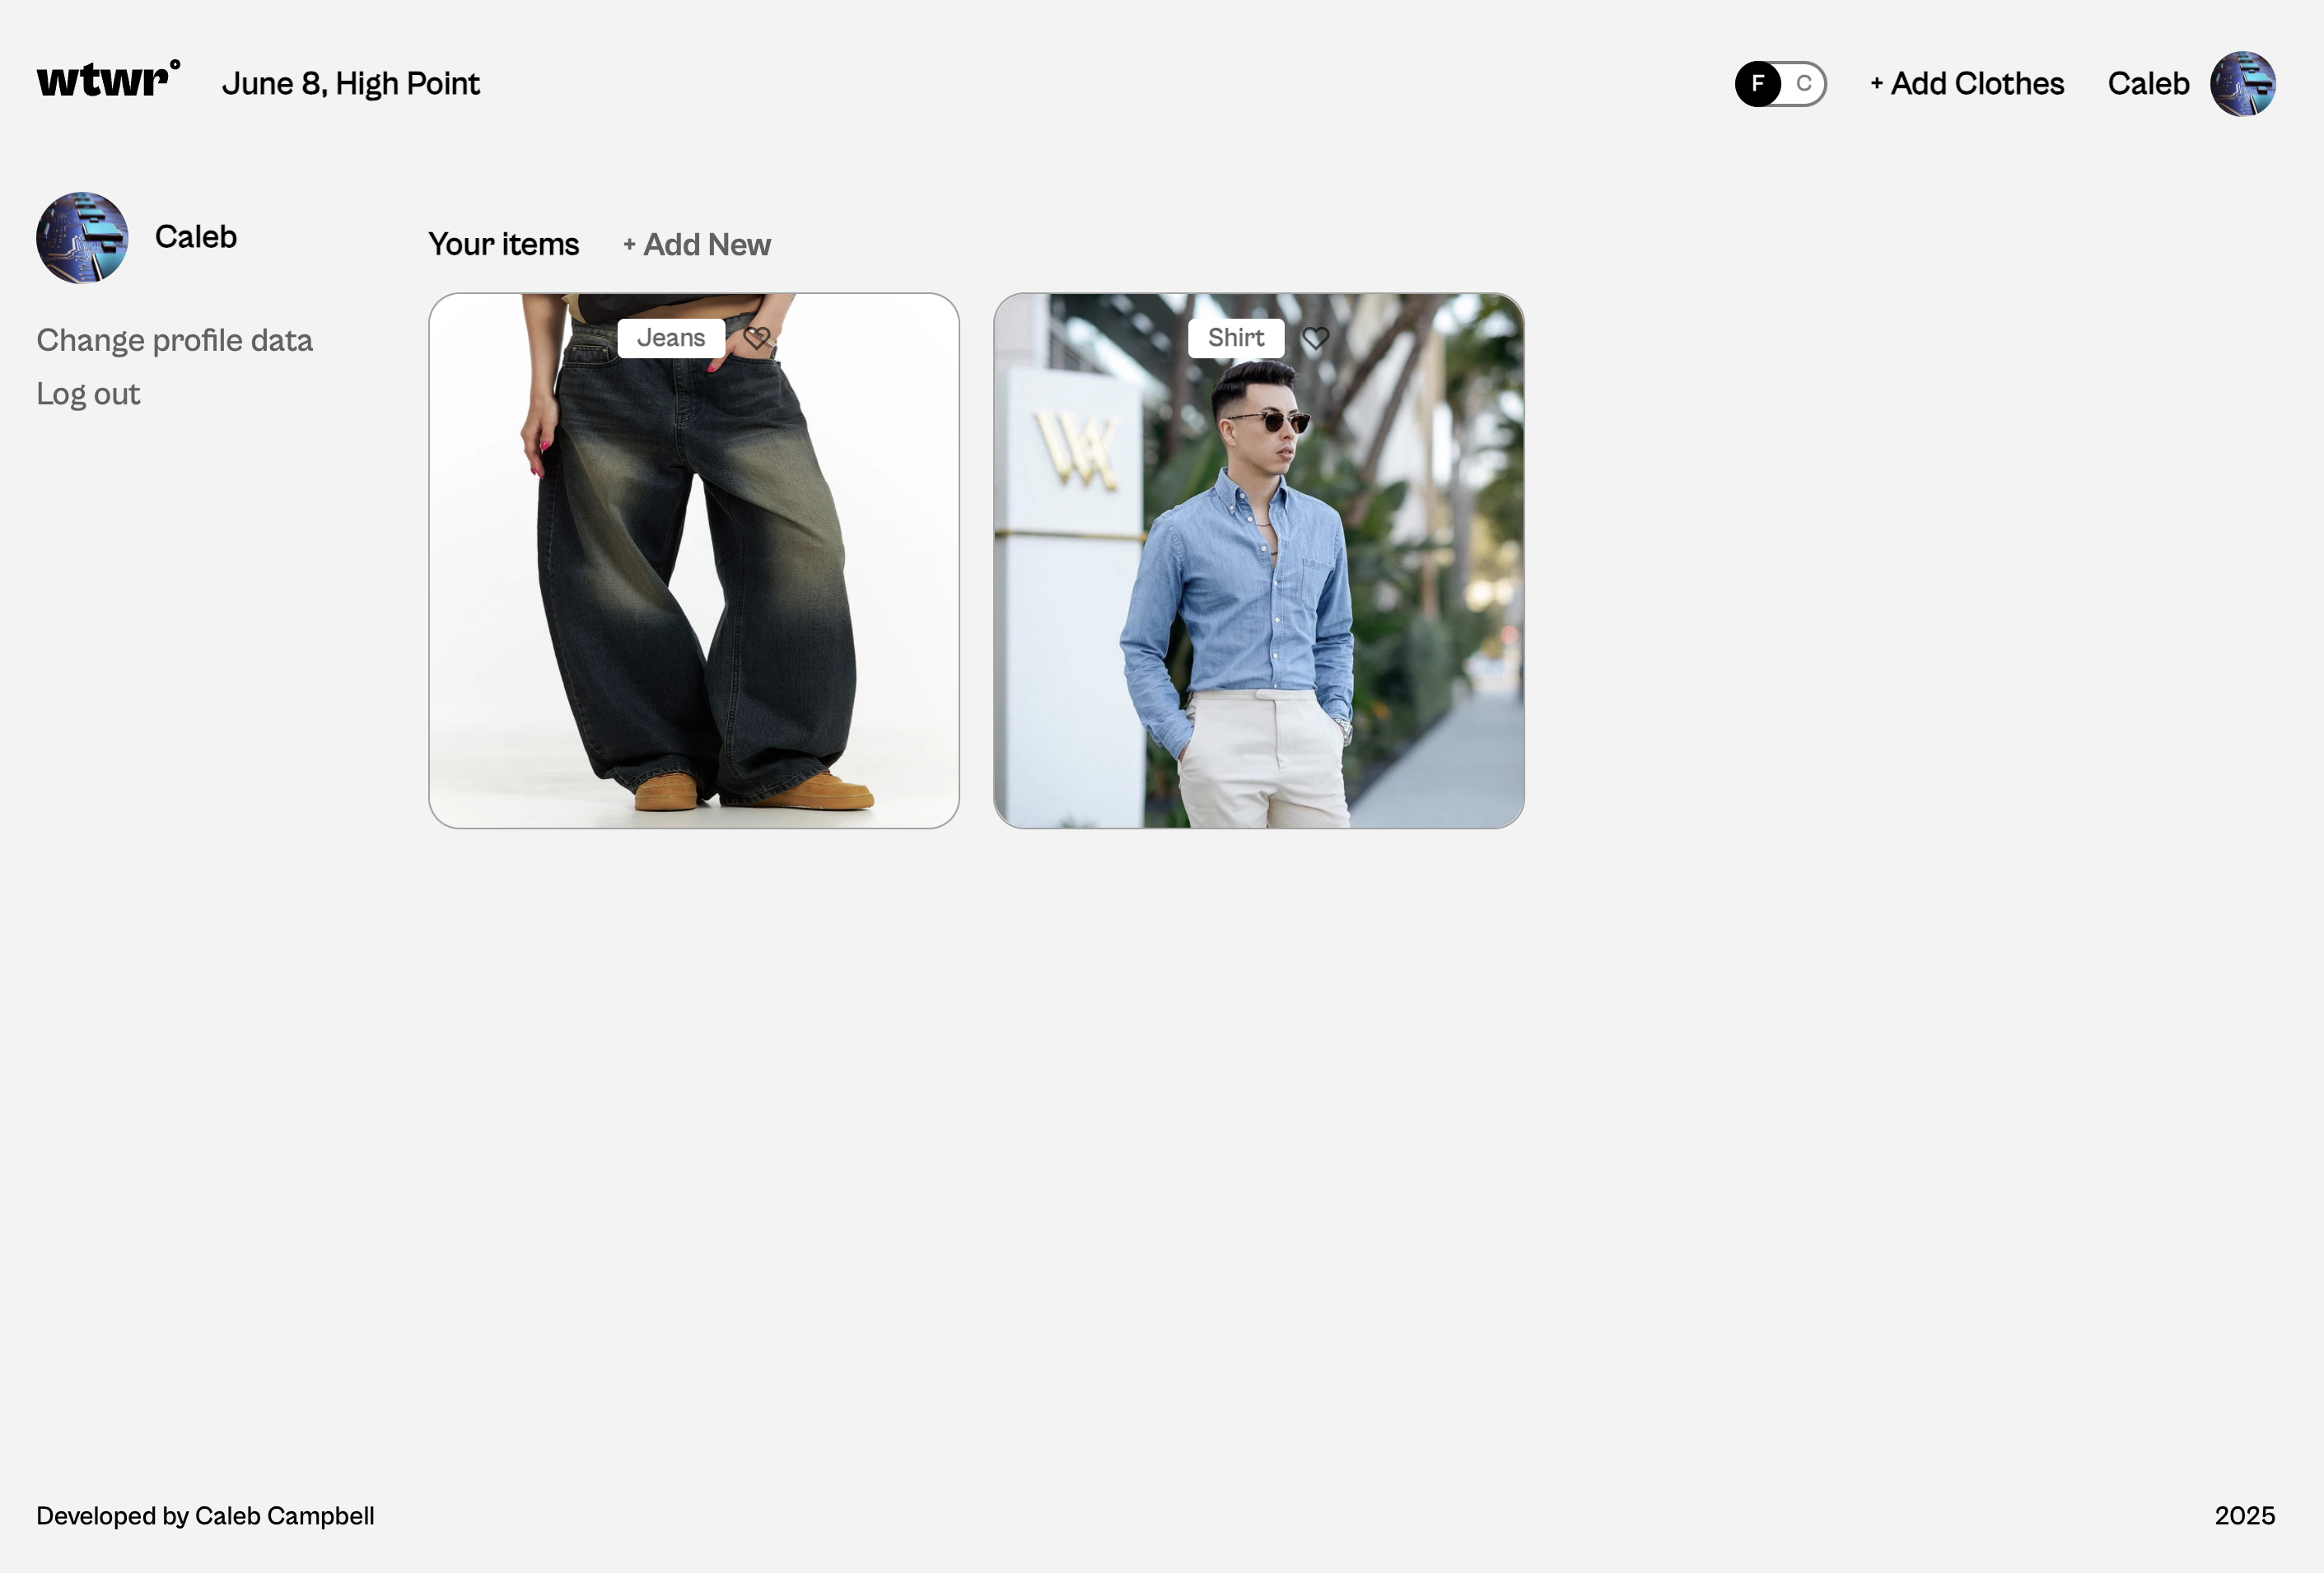 wtwr°
June 8, High Point
F C
+ Add Clothes
Caleb
Caleb
Change profile data
Log out
Your items
+ Add New
Jeans
Shirt
Developed by Caleb Campbell
2025